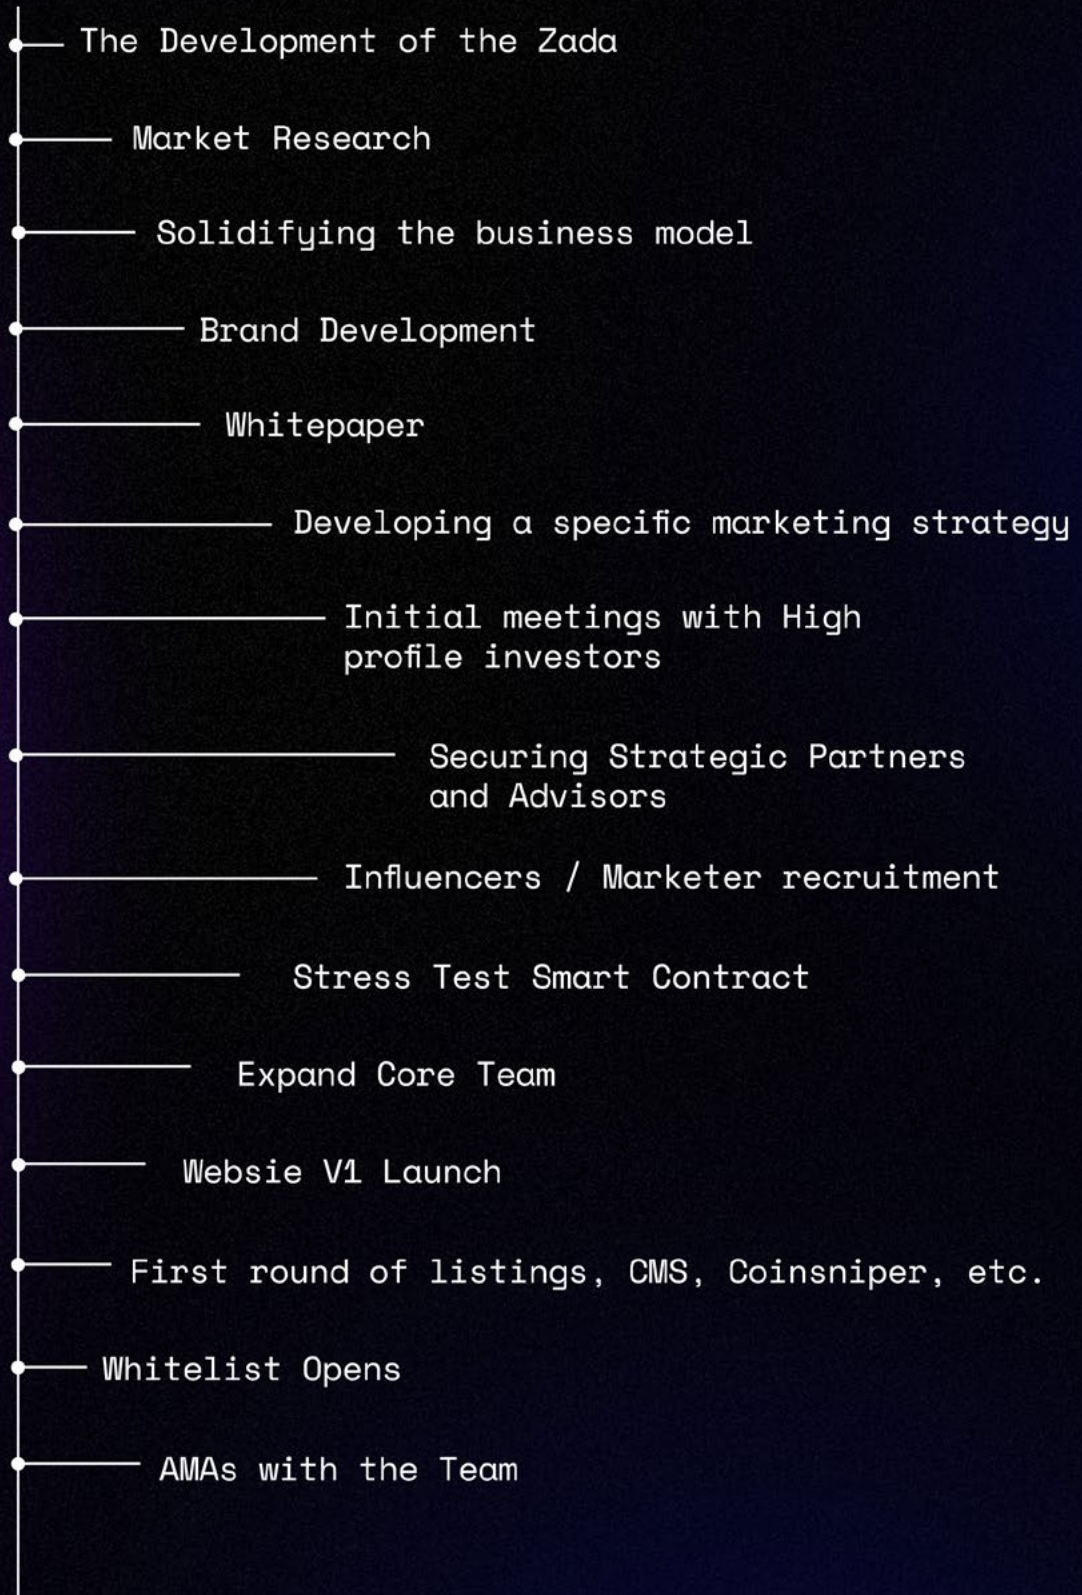 The Development of the Zada
Market Research
Solidifying the business model
Brand Development
Whitepaper
Developing a specific marketing strategy
Initial meetings with High
profile investors
Securing Strategic Partners
and Advisors
Influencers / Marketer recruitment
Stress Test Smart Contract
Expand Core Team
Websie V1 Launch
First round of listings, CMS, Coinsniper, etc.
Whitelist Opens
AMAs with the Team